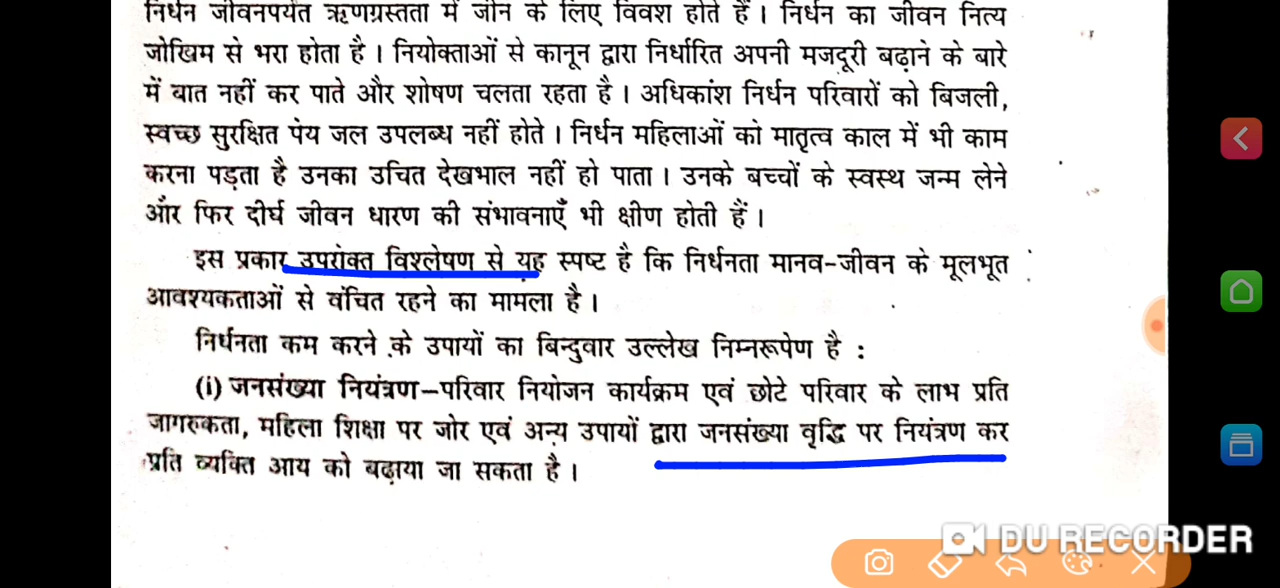 निर्धन जीवनपर्यंत ऋणग्रस्तता में जीने के लिए विवश होते हैं । निर्धन का जीवन नित्य
जोखिम से भरा होता है । नियोक्ताओं से कानून द्वारा निर्धारित अपनी मजदूरी बढ़ाने के बारे
में बात नहीं कर पाते और शोषण चलता रहता है । अधिकांश निर्धन परिवारों को बिजली,
स्वच्छ सुरक्षित पेय जल उपलब्ध नहीं होते । निर्धन महिलाओं को मातृत्व काल में भी काम
करना पड़ता है उनका उचित देखभाल नहीं हो पाता । उनके बच्चों के स्वस्थ जन्म लेने
और फिर दीर्घ जीवन धारण की संभावनाएँ भी क्षीण होती हैं ।
इस प्रकार उपरोक्त विश्लेषण से यह स्पष्ट है कि निर्धनता मानव-जीवन के मूलभूत
आवश्यकताओं से वंचित रहने का मामला है ।
निर्धनता कम करने के उपायों का बिन्दुवार उल्लेख निम्नरूपेण है :
(i) जनसंख्या नियंत्रण–परिवार नियोजन कार्यक्रम एवं छोटे परिवार के लाभ प्रति
जागरुकता, महिला शिक्षा पर जोर एवं अन्य उपायों द्वारा जनसंख्या वृद्धि पर नियंत्रण कर
प्रति व्यक्ति आय को बढ़ाया जा सकता है ।
DU RECORDER